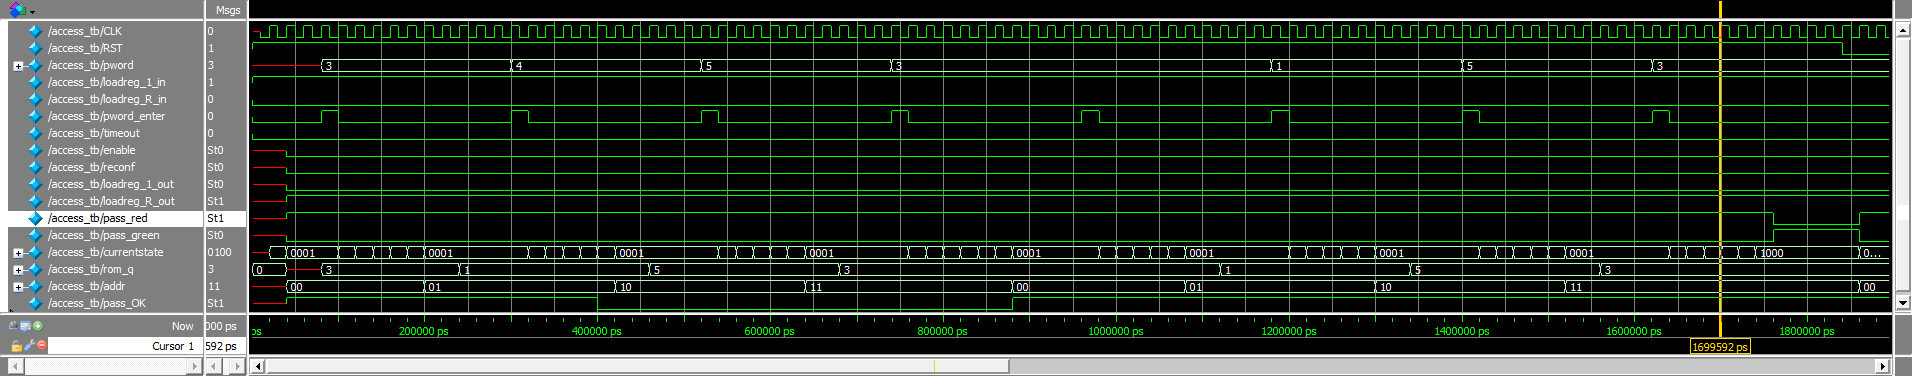 Msgs
/access_tb/CLK 0
/access_tb/RST 1
/access_tb/pword 3 3 4 5 3 1 5 3
/access_tb/loadreg_1_in 1
/access_tb/loadreg_R_in 0
/access_tb/pword_enter 0
/access_tb/timeout 0
/access_tb/enable St0
/access_tb/reconf St0
/access_tb/loadreg_1_out St0
/access_tb/loadreg_R_out St1
/access_tb/pass_red St1
/access_tb/pass_green St0
/access_tb/currentstate 0100 0001 0001 0001 0001 0001 0001 0001 0001 1000 0...
/access_tb/rom_q 3 0 3 1 5 3 1 5 3
/access_tb/addr 11 00 01 10 11 00 01 10 11 00
/access_tb/pass_OK St1
Now 000 ps ps 200000 ps 400000 ps 600000 ps 800000 ps 1000000 ps 1200000 ps 1400000 ps 1600000 ps 1800000 ps
Cursor 1 592 ps 1699592 ps